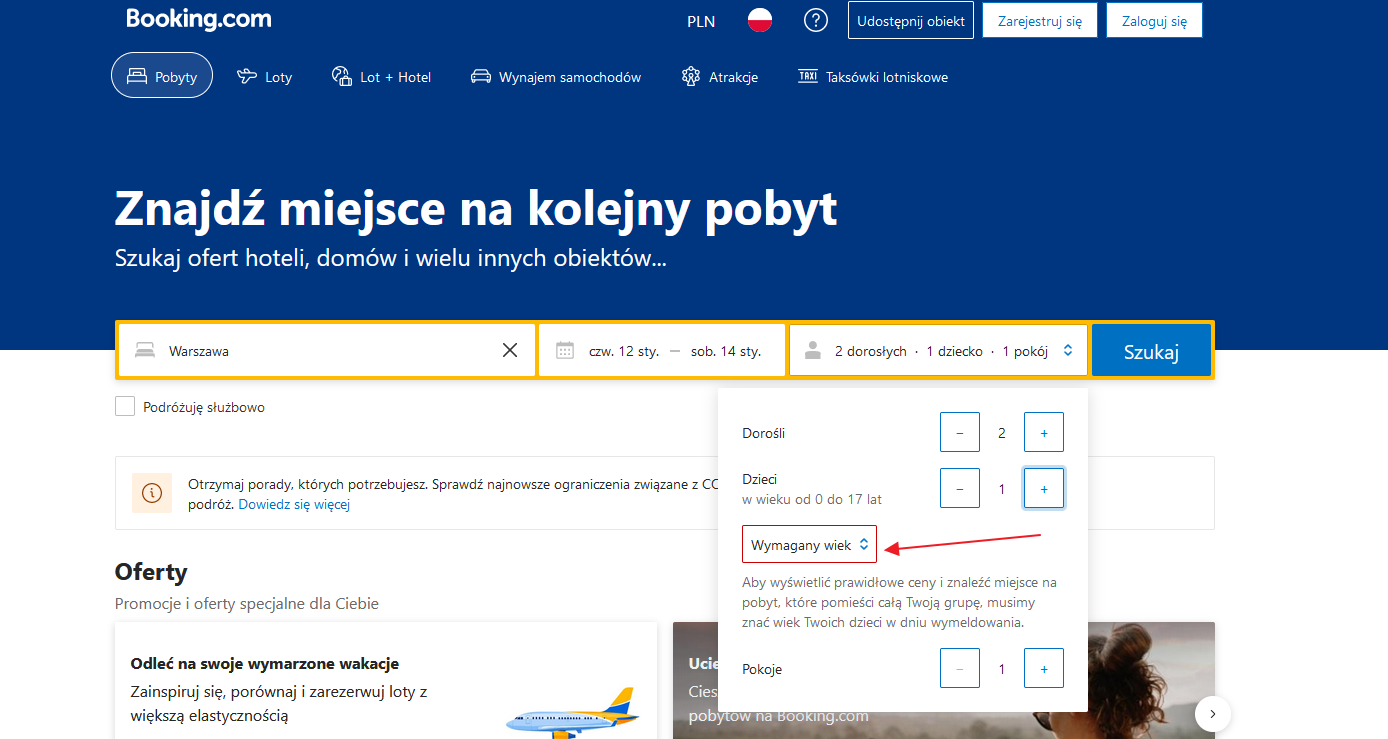 Booking.com
PLN
Udostępnij obiekt
Zarejestruj się
Zaloguj się
Pobyty
Loty
Lot + Hotel
Wynajem samochodów
Atrakcje
TAXI
Taksówki lotniskowe
Znajdź miejsce na kolejny pobyt
Szukaj ofert hoteli, domów i wielu innych obiektów...
Warszawa
czw. 12 sty. — sob. 14 sty.
2 dorosłych · 1 dziecko · 1 pokój
Szukaj
Podróżuję służbowo
Dorośli
− 2 +
Dzieci
w wieku od 0 do 17 lat
− 1 +
Wymagany wiek
Aby wyświetlić prawidłowe ceny i znaleźć miejsce na
pobyt, które pomieści całą Twoją grupę, musimy
znać wiek Twoich dzieci w dniu wymeldowania.
Pokoje
− 1 +
Otrzymaj porady, których potrzebujesz. Sprawdź najnowsze ograniczenia związane z
podróż. Dowiedz się więcej
Oferty
Promocje i oferty specjalne dla Ciebie
Odleć na swoje wymarzone wakacje
Zainspiruj się, porównaj i zarezerwuj loty z
większą elastycznością
pobytów na Booking.com